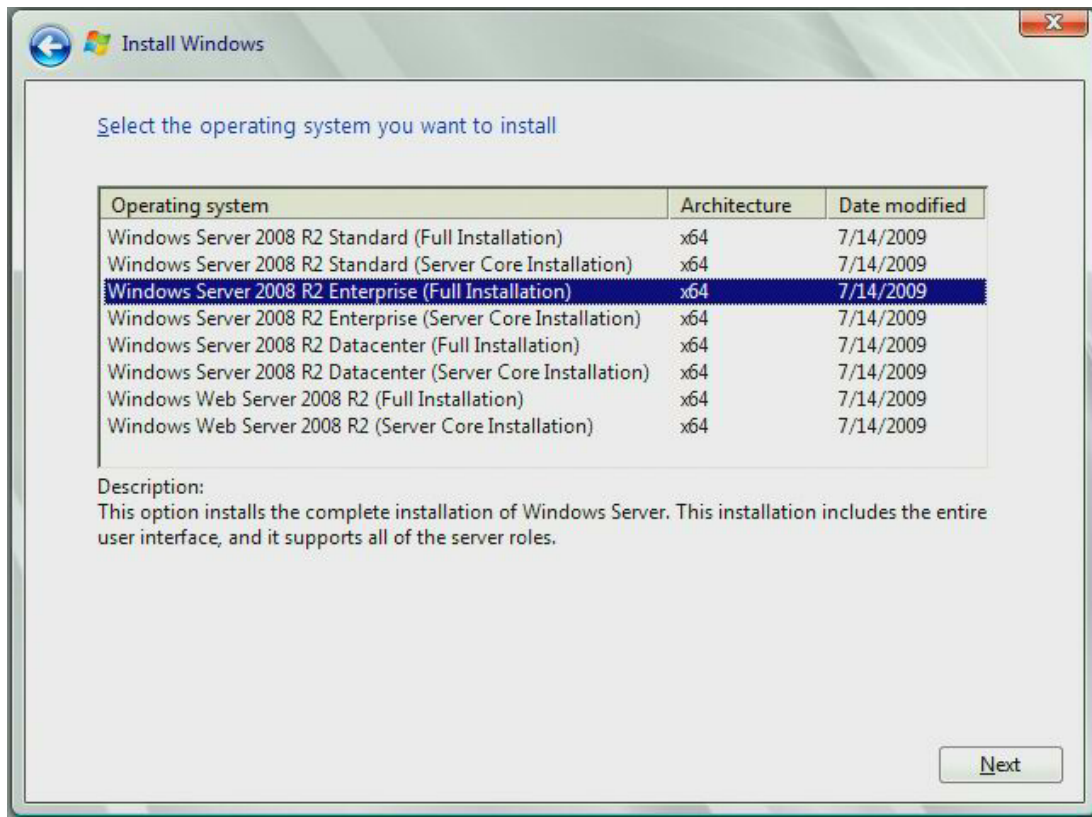 Install Windows
Select the operating system you want to install
Operating system Architecture Date modified
Windows Server 2008 R2 Standard (Full Installation) x64 7/14/2009
Windows Server 2008 R2 Standard (Server Core Installation) x64 7/14/2009
Windows Server 2008 R2 Enterprise (Full Installation) x64 7/14/2009
Windows Server 2008 R2 Enterprise (Server Core Installation) x64 7/14/2009
Windows Server 2008 R2 Datacenter (Full Installation) x64 7/14/2009
Windows Server 2008 R2 Datacenter (Server Core Installation) x64 7/14/2009
Windows Web Server 2008 R2 (Full Installation) x64 7/14/2009
Windows Web Server 2008 R2 (Server Core Installation) x64 7/14/2009
Description:
This option installs the complete installation of Windows Server. This installation includes the entire
user interface, and it supports all of the server roles.
Next